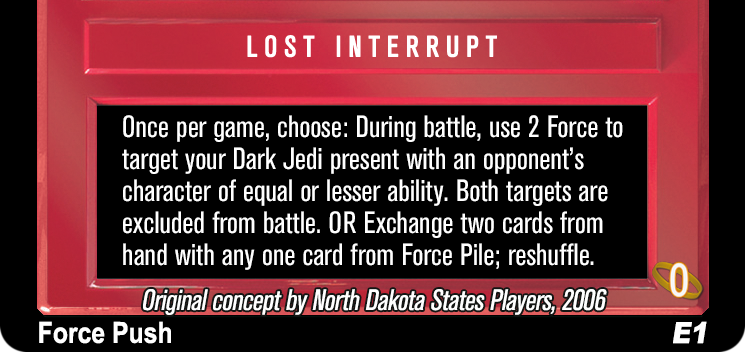 LOST INTERRUPT
Once per game, choose: During battle, use 2 Force to
target your Dark Jedi present with an opponent's
character of equal or lesser ability. Both targets are
excluded from battle. OR Exchange two cards from
hand with any one card from Force Pile; reshuffle.
0
Original concept by North Dakota States Players, 2006
Force Push E1